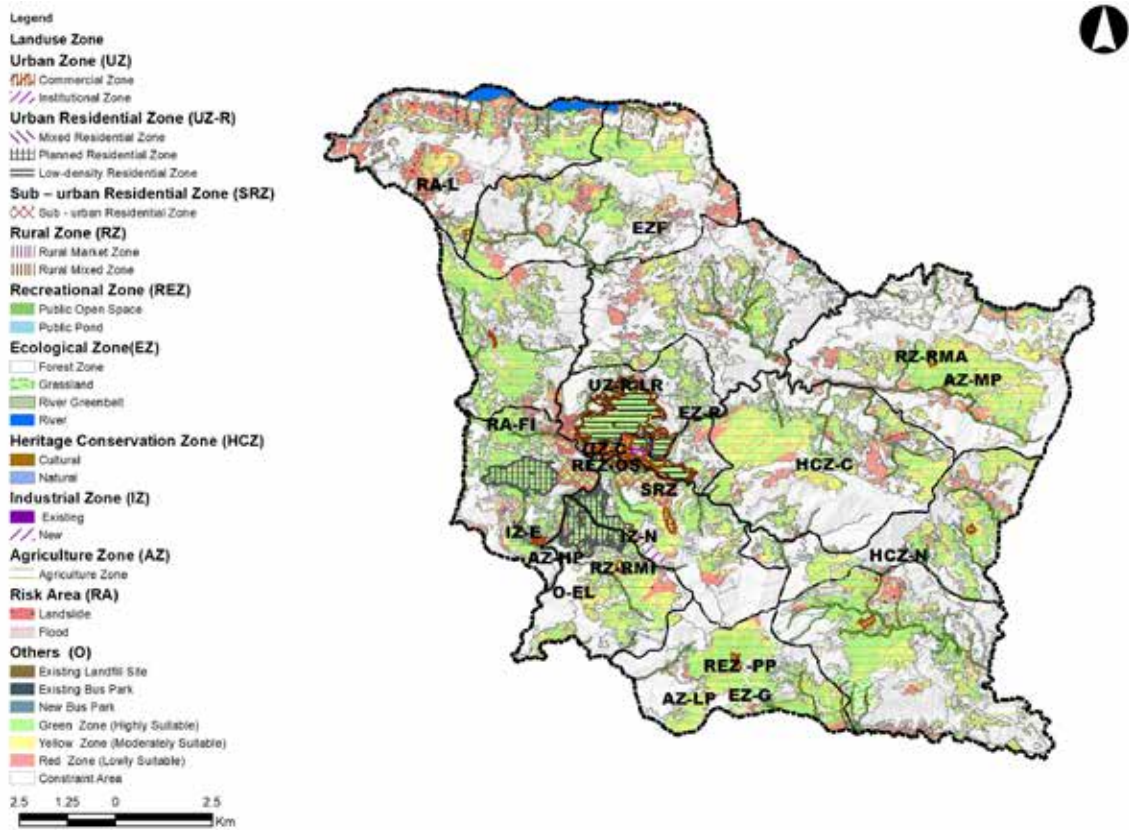 Legend
Landuse Zone
Urban Zone (UZ)
Commercial Zone
Institutional Zone
Urban Residential Zone (UZ-R)
Mixed Residential Zone
Planned Residential Zone
Low-density Residential Zone
Sub – urban Residential Zone (SRZ)
Sub - urban Residential Zone
Rural Zone (RZ)
Rural Market Zone
Rural Mixed Zone
Recreational Zone (REZ)
Public Open Space
Public Pond
Ecological Zone(EZ)
Forest Zone
Grassland
River Greenbelt
River
Heritage Conservation Zone (HCZ)
Cultural
Natural
Industrial Zone (IZ)
Existing
New
Agriculture Zone (AZ)
Agriculture Zone
Risk Area (RA)
Landslide
Flood
Others (O)
Existing Landfill Site
Existing Bus Park
New Bus Park
Green Zone (Highly Suitable)
Yellow Zone (Moderately Suitable)
Red Zone (Lowly Suitable)
Constraint Area
2.5 1.25 0 2.5
Km
RA-L
EZF
RZ-RMA
AZ-MP
UZ-R-LR
EZ-R
RA-FI
UZ-C
REZ-OS
HCZ-C
SRZ
IZ-E
IZ-N
AZ-HP
RZ-RMI
HCZ-N
O-EL
REZ -PP
AZ-LP
EZ-G